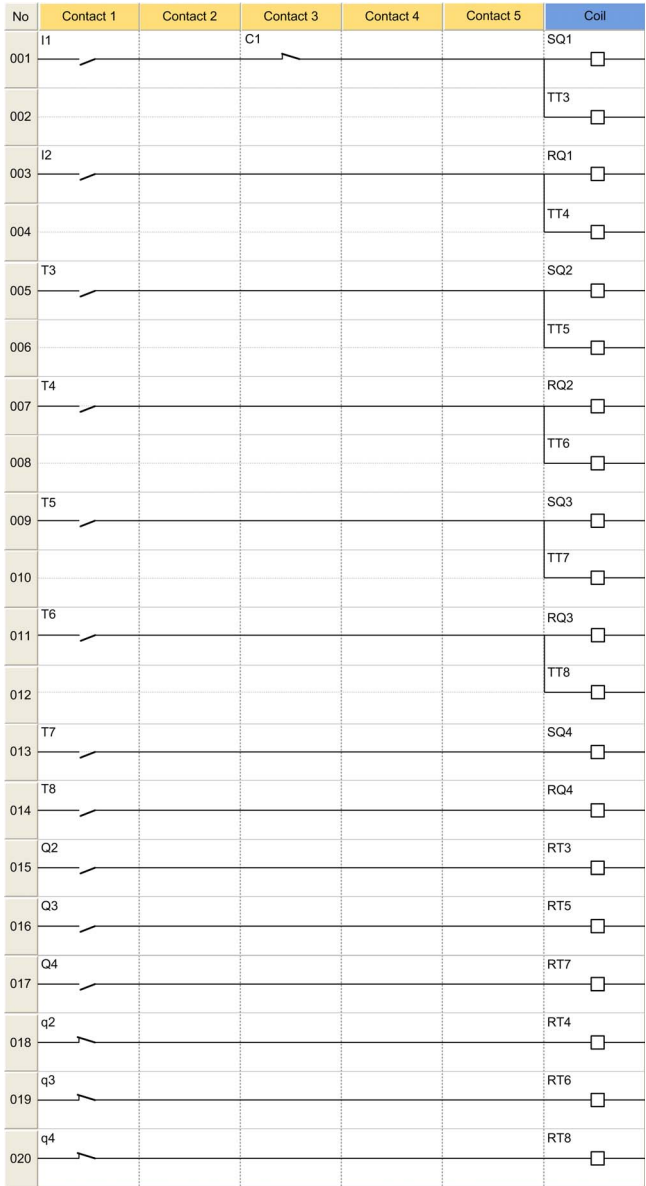 No Contact 1 Contact 2 Contact 3 Contact 4 Contact 5 Coil
001 I1 C1 SQ1
002 TT3
003 I2 RQ1
004 TT4
005 T3 SQ2
006 TT5
007 T4 RQ2
008 TT6
009 T5 SQ3
010 TT7
011 T6 RQ3
012 TT8
013 T7 SQ4
014 T8 RQ4
015 Q2 RT3
016 Q3 RT5
017 Q4 RT7
018 q2 RT4
019 q3 RT6
020 q4 RT8